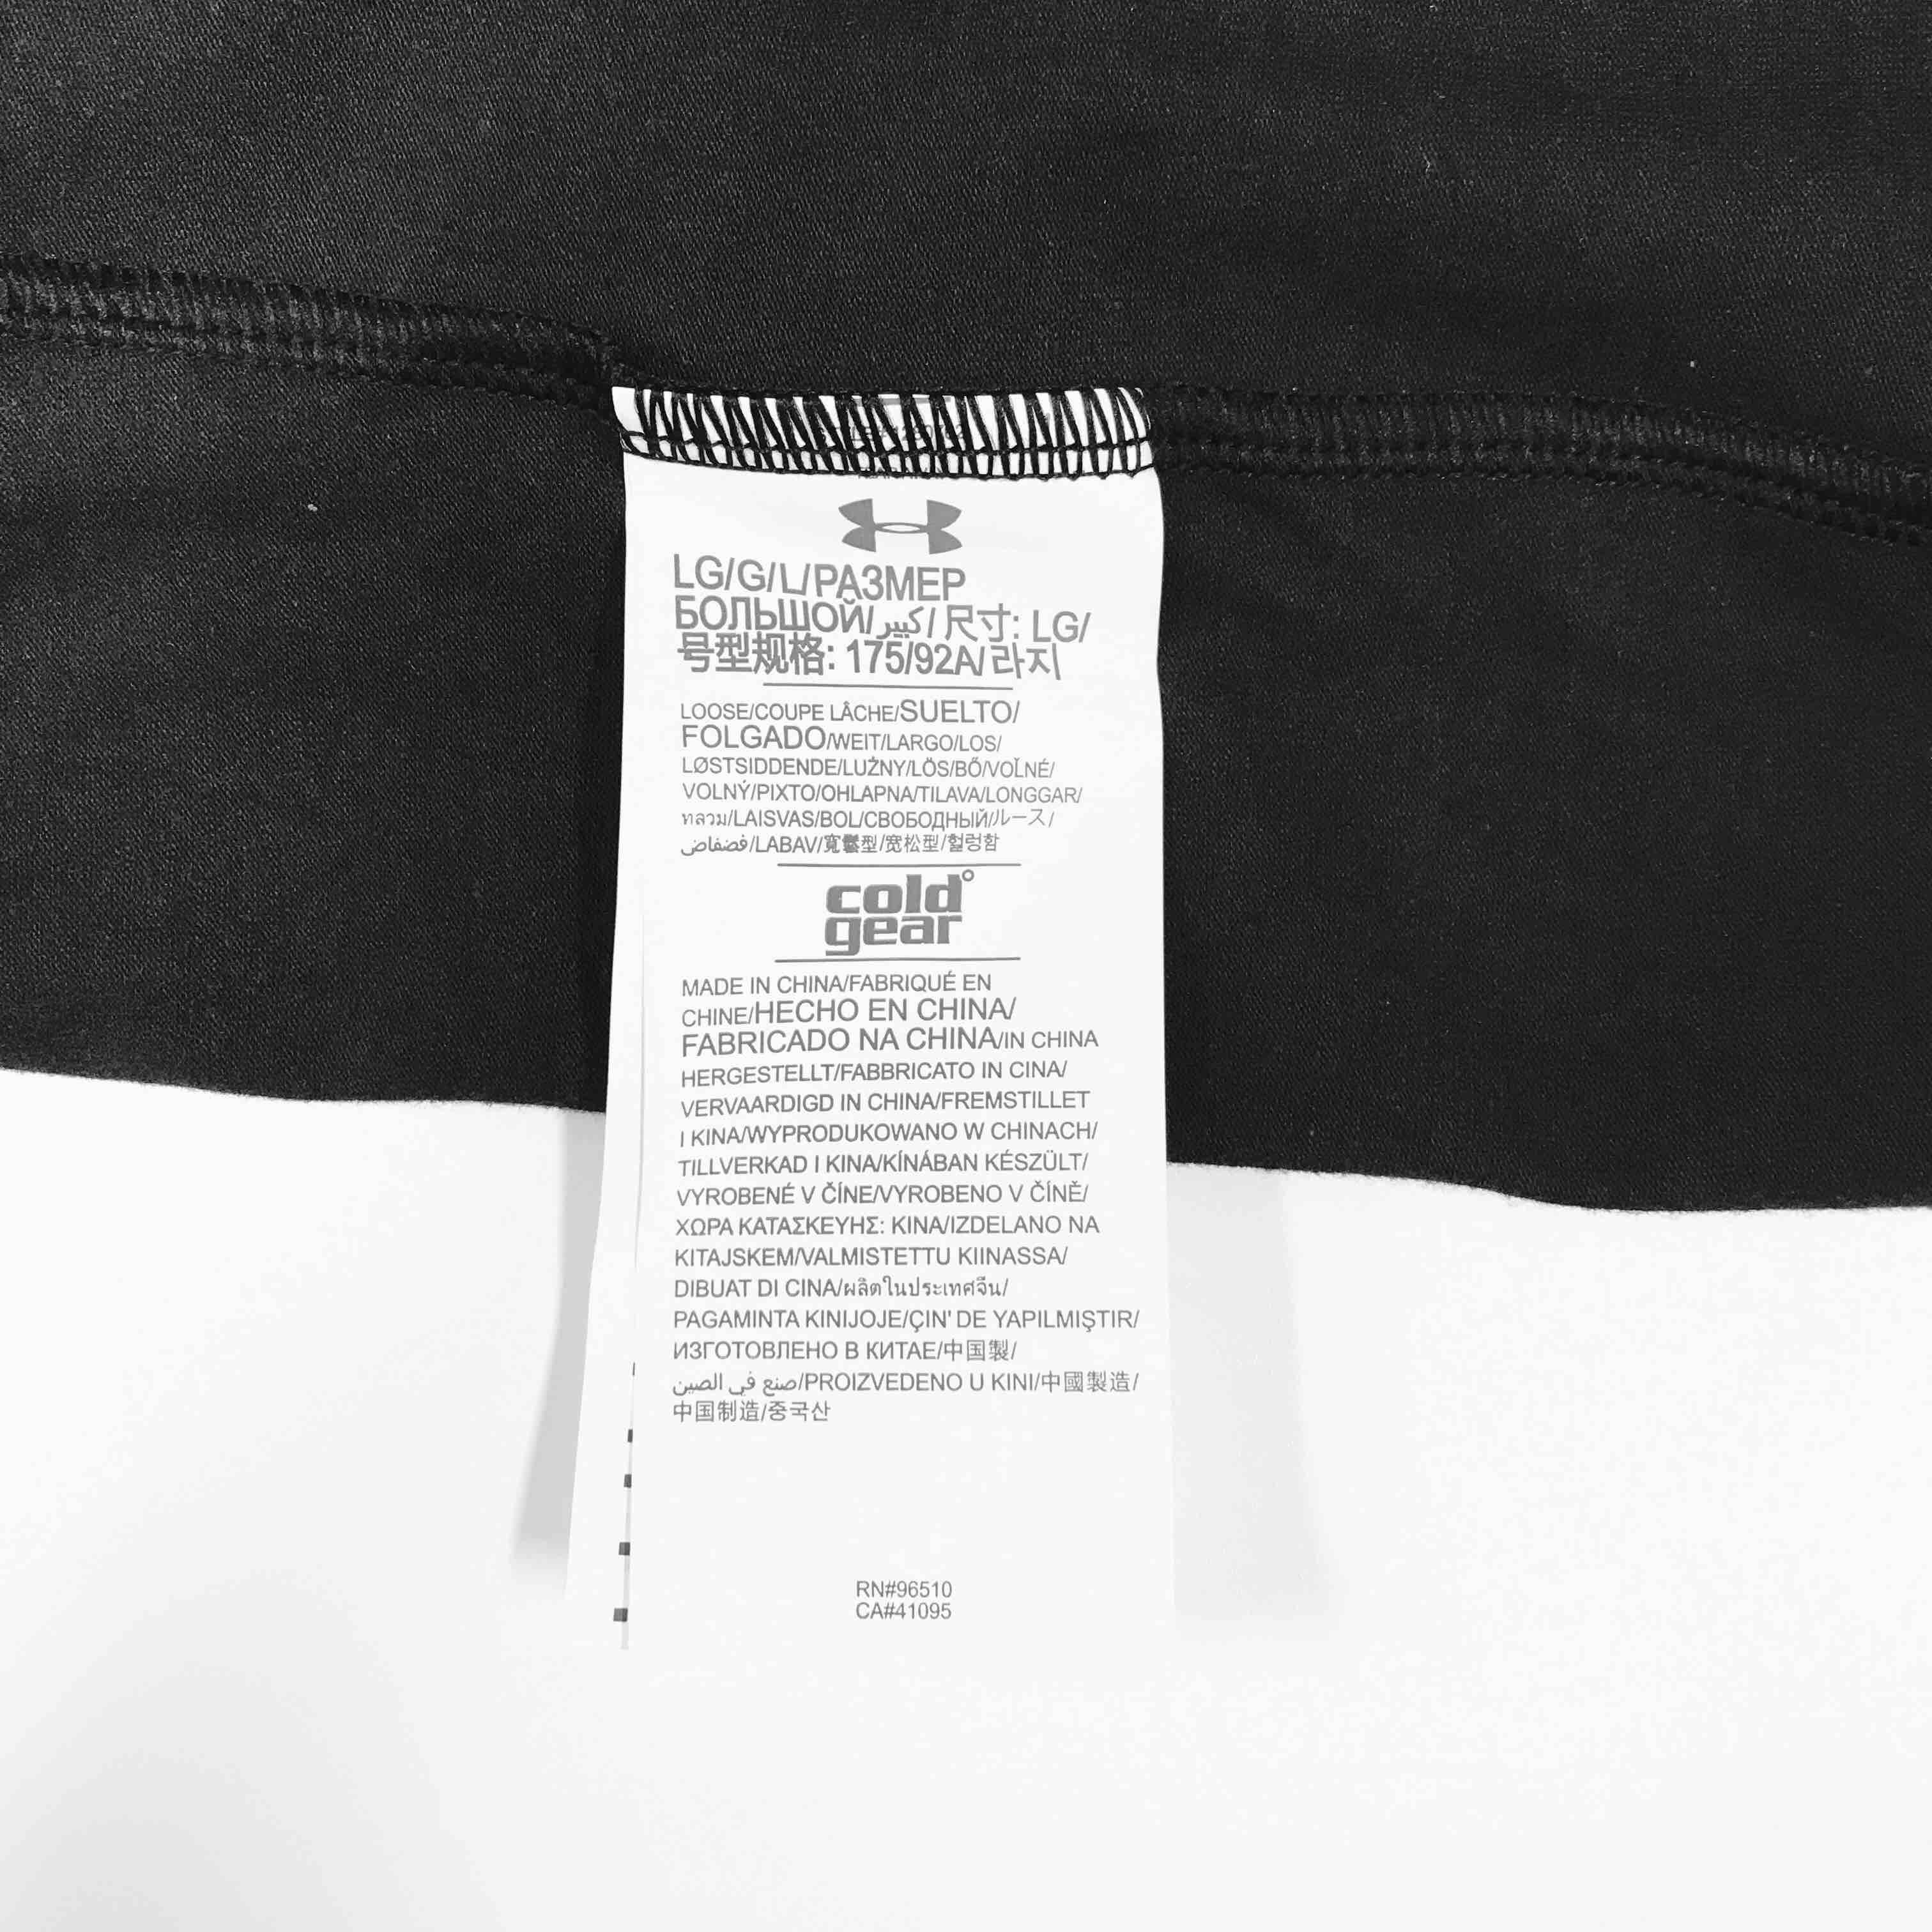 LG/G/L/РАЗМЕР
БОЛЬШОЙ/كبير/尺寸: LG/
号型规格: 175/92A/라지
LOOSE/COUPE LÂCHE/SUELTO/
FOLGADO/WEIT/LARGO/LOS/
LØSTSIDDENDE/LUŻNY/LÖS/BŐ/VOĽNÉ/
VOLNÝ/PIXTO/OHLAPNA/TILAVA/LONGGAR/
หลวม/LAISVAS/BOL/СВОБОДНЫЙ/ルース/
فضفاض/LABAV/寬鬆型/宽松型/헐렁함
cold
gear
MADE IN CHINA/FABRIQUÉ EN
CHINE/HECHO EN CHINA/
FABRICADO NA CHINA/IN CHINA
HERGESTELLT/FABBRICATO IN CINA/
VERVAARDIGD IN CHINA/FREMSTILLET
I KINA/WYPRODUKOWANO W CHINACH/
TILLVERKAD I KINA/KÍNÁBAN KÉSZÜLT/
VYROBENÉ V ČÍNE/VYROBENO V ČÍNĚ/
ΧΩΡΑ ΚΑΤΑΣΚΕΥΗΣ: ΚΙΝΑ/IZDELANO NA
KITAJSKEM/VALMISTETTU KIINASSA/
DIBUAT DI CINA/ผลิตในประเทศจีน/
PAGAMINTA KINIJOJE/ÇIN' DE YAPILMIŞTIR/
ИЗГОТОВЛЕНО В КИТАЕ/中国製/
صنع في الصين/PROIZVEDENO U KINI/中國製造/
中国制造/중국산
RN#96510
CA#41095